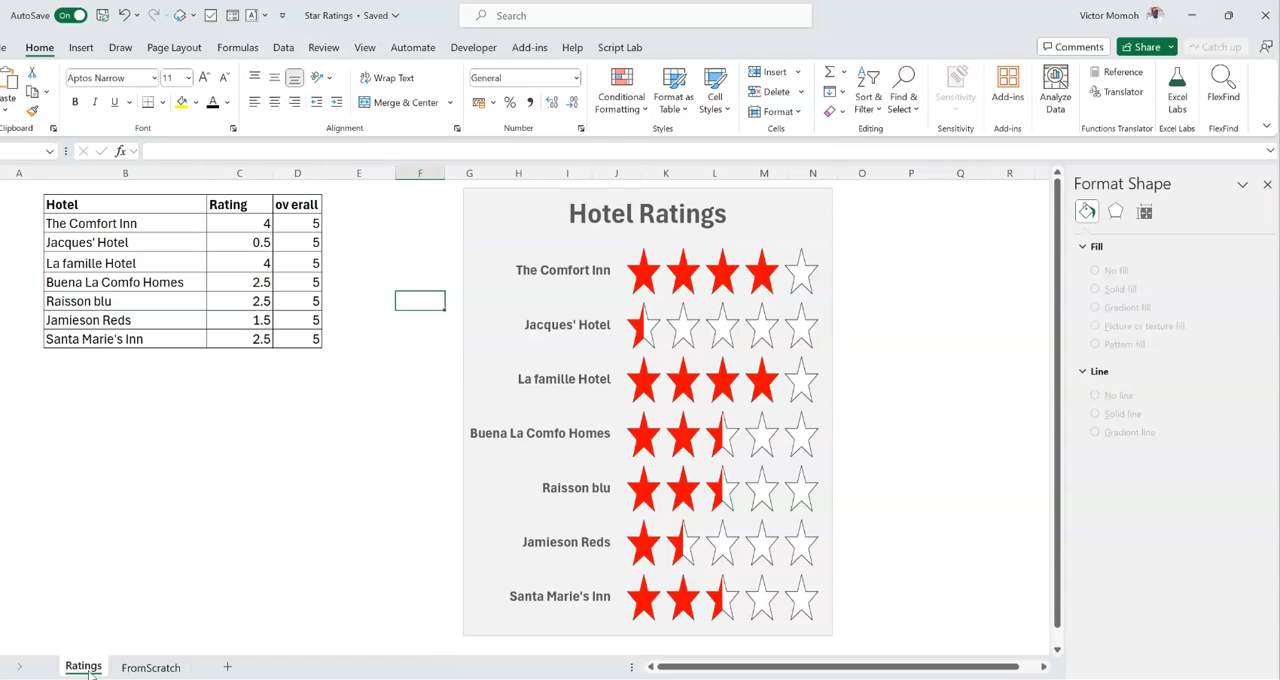 AutoSave On Star Ratings • Saved Search Victor Momoh
Home Insert Draw Page Layout Formulas Data Review View Automate Developer Add-ins Help Script Lab Comments Share Catch up
Aptos Narrow 11 Wrap Text General Insert Reference
B I U A Merge & Center % Conditional Formatting Format as Table Cell Styles Delete Sort & Filter Find & Select Sensitivity Add-ins Analyze Data Translator Excel Labs FlexFind
Format
Font Alignment Number Styles Cells Editing Sensitivity Add-ins Functions Translator Excel Labs FlexFind
fx
A B C D E F G H I J K L M N O P Q R
Hotel Rating ov erall
The Comfort Inn 4 5
Jacques' Hotel 0.5 5
La famille Hotel 4 5
Buena La Comfo Homes 2.5 5
Raisson blu 2.5 5
Jamieson Reds 1.5 5
Santa Marie's Inn 2.5 5
Hotel Ratings
The Comfort Inn
Jacques' Hotel
La famille Hotel
Buena La Comfo Homes
Raisson blu
Jamieson Reds
Santa Marie's Inn
Format Shape
Fill
No fill
Solid fill
Gradient fill
Picture or texture fill
Pattern fill
Line
No line
Solid line
Gradient line
Ratings FromScratch